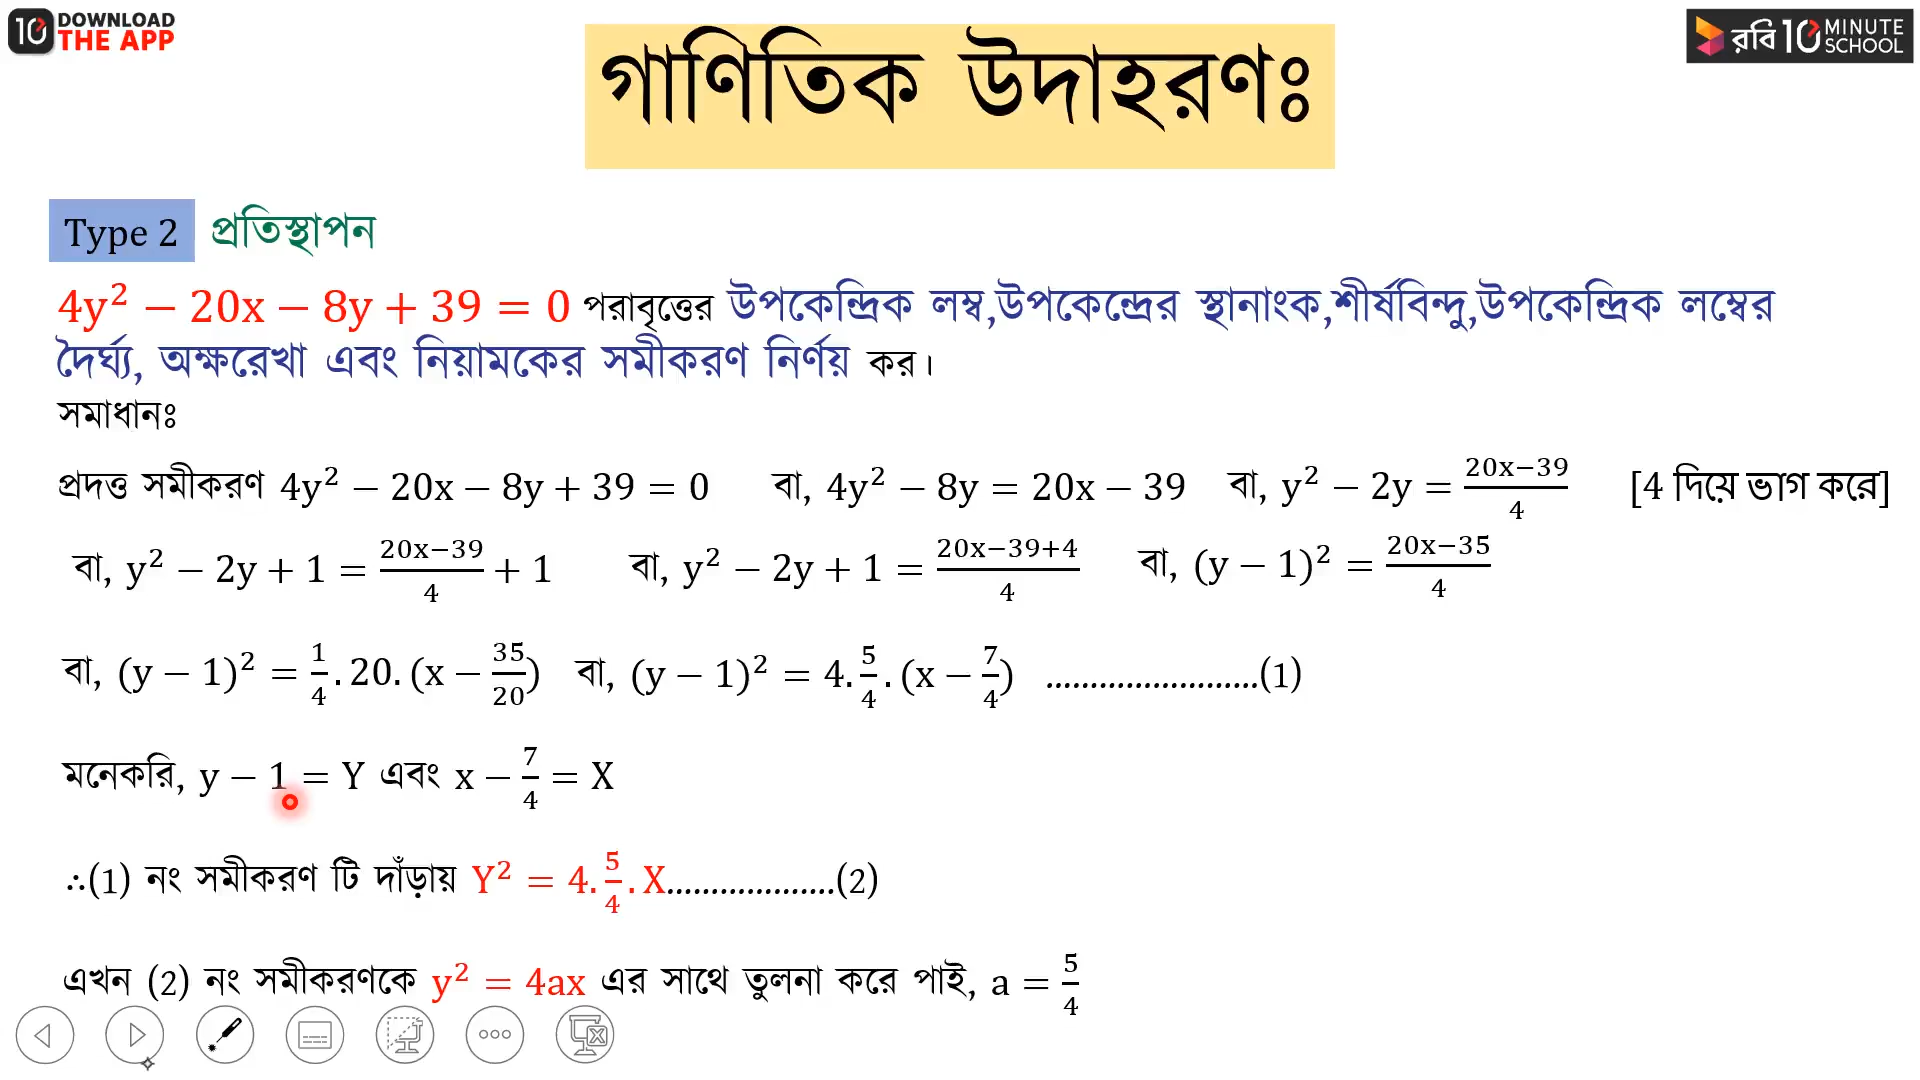 DOWNLOAD
THE APP
রবি 10 MINUTE SCHOOL
গাণিতিক উদাহরণঃ
Type 2 প্রতিস্থাপন
4y² − 20x − 8y + 39 = 0 পরাবৃত্তের উপকেন্দ্রিক লম্ব,উপকেন্দ্রের স্থানাংক,শীর্ষবিন্দু,উপকেন্দ্রিক লম্বের
দৈর্ঘ্য, অক্ষরেখা এবং নিয়ামকের সমীকরণ নির্ণয় কর।
সমাধানঃ
প্রদত্ত সমীকরণ 4y² − 20x − 8y + 39 = 0 বা, 4y² − 8y = 20x − 39 বা, y² − 2y = (20x−39)/4 [4 দিয়ে ভাগ করে]
বা, y² − 2y + 1 = (20x−39)/4 + 1 বা, y² − 2y + 1 = (20x−39+4)/4 বা, (y − 1)² = (20x−35)/4
বা, (y − 1)² = 1/4 . 20. (x − 35/20) বা, (y − 1)² = 4. 5/4 . (x − 7/4) ........................(1)
মনেকরি, y − 1 = Y এবং x − 7/4 = X
∴(1) নং সমীকরণ টি দাঁড়ায় Y² = 4. 5/4 . X...................(2)
এখন (2) নং সমীকরণকে y² = 4ax এর সাথে তুলনা করে পাই, a = 5/4